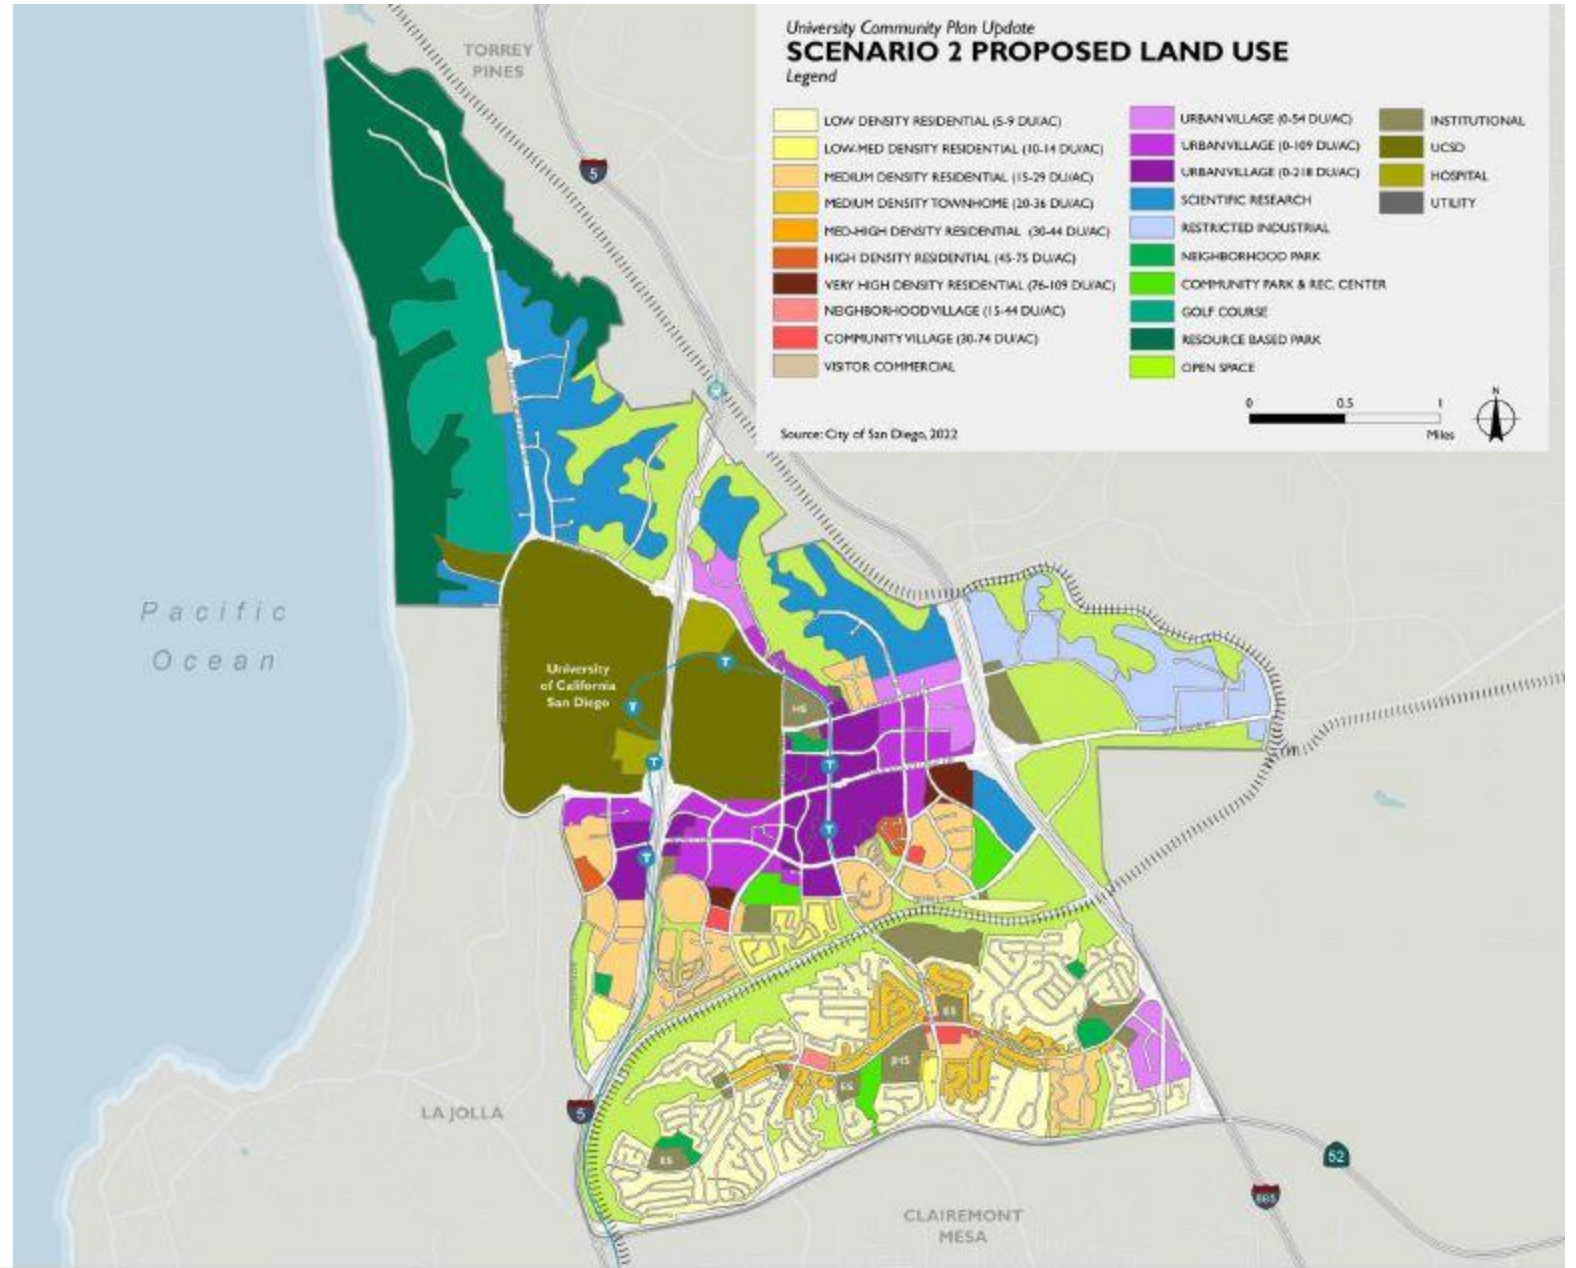 University Community Plan Update
SCENARIO 2 PROPOSED LAND USE
Legend
LOW DENSITY RESIDENTIAL (5-9 DU/AC)
LOW-MED DENSITY RESIDENTIAL (10-14 DU/AC)
MEDIUM DENSITY RESIDENTIAL (15-29 DU/AC)
MEDIUM DENSITY TOWNHOME (20-36 DU/AC)
MED-HIGH DENSITY RESIDENTIAL (30-44 DU/AC)
HIGH DENSITY RESIDENTIAL (45-75 DU/AC)
VERY HIGH DENSITY RESIDENTIAL (76-109 DU/AC)
NEIGHBORHOOD VILLAGE (15-44 DU/AC)
COMMUNITY VILLAGE (30-74 DU/AC)
VISITOR COMMERCIAL
URBAN VILLAGE (0-54 DU/AC)
URBAN VILLAGE (0-109 DU/AC)
URBAN VILLAGE (0-218 DU/AC)
SCIENTIFIC RESEARCH
RESTRICTED INDUSTRIAL
NEIGHBORHOOD PARK
COMMUNITY PARK & REC. CENTER
GOLF COURSE
RESOURCE BASED PARK
OPEN SPACE
INSTITUTIONAL
UCSD
HOSPITAL
UTILITY
N
0 0.5 1
Miles
Source: City of San Diego, 2022
TORREY
PINES
5
Pacific
Ocean
University
of California
San Diego
T
T
T
T
T
T
HS
ES
JHS
ES
ES
LA JOLLA
5
52
805
CLAIREMONT
MESA